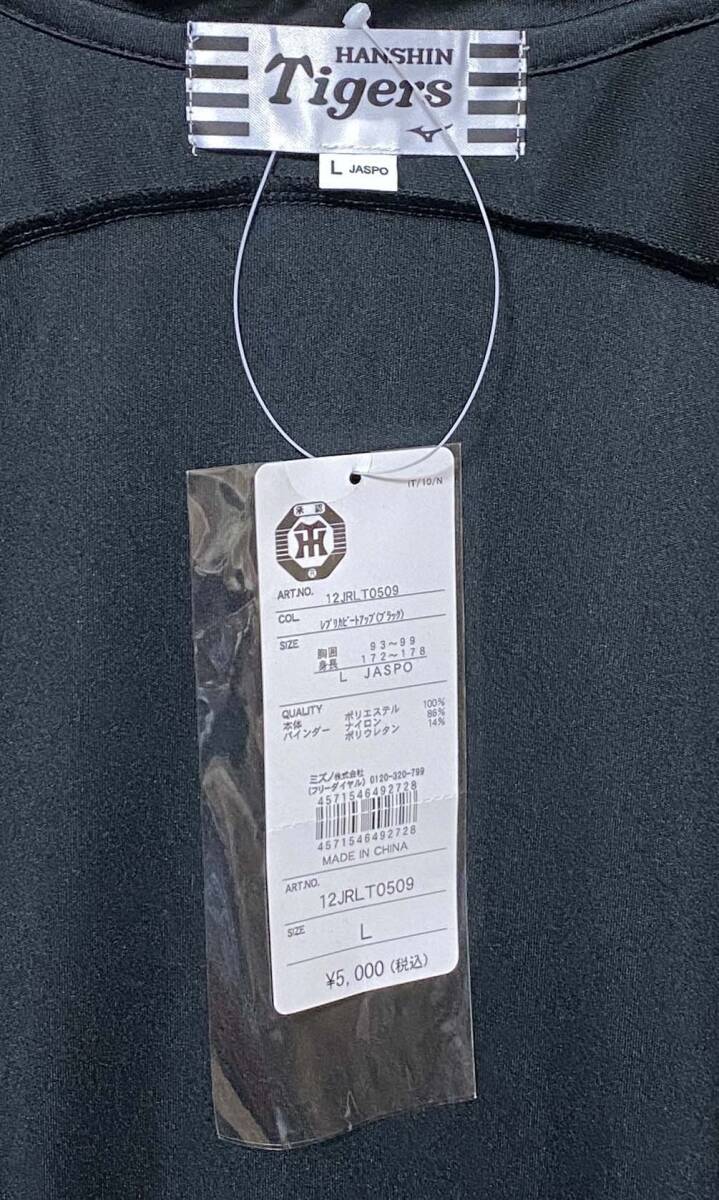 HANSHIN
Tigers
L JASPO
IT/10/N
承認
TH
®
ART.NO. 12JRLT0509
COL. ﾚﾌﾟﾘｶﾋﾞｰﾄｱｯﾌﾟ(ﾌﾞﾗｯｸ)
SIZE 胸囲 93～99
身長 172～178
L JASPO
QUALITY 100%
本体 ポリエステル 86%
バインダー ナイロン 14%
ポリウレタン
ミズノ株式会社
(フリーダイヤル) 0120-320-799
4571546492728
4571546492728
MADE IN CHINA
ART.NO. 12JRLT0509
SIZE L
¥5,000 (税込)